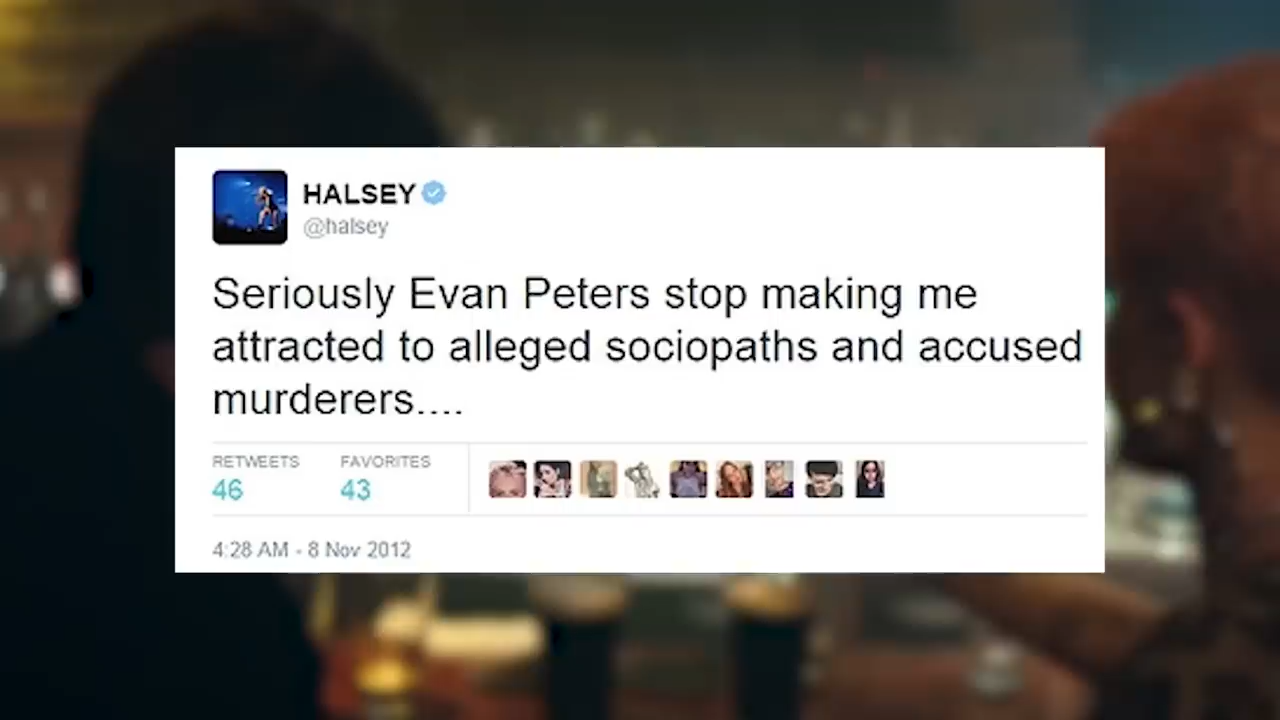 HALSEY
@halsey
Seriously Evan Peters stop making me
attracted to alleged sociopaths and accused
murderers....
RETWEETS FAVORITES
46 43
4:28 AM - 8 Nov 2012